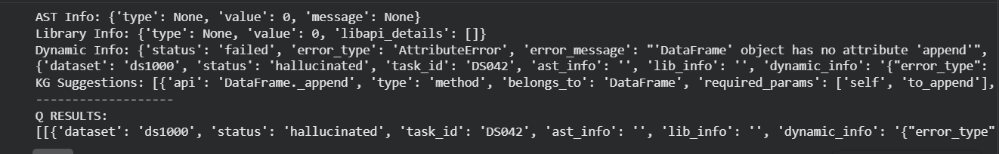 AST Info: {'type': None, 'value': 0, 'message': None}
Library Info: {'type': None, 'value': 0, 'libapi_details': []}
Dynamic Info: {'status': 'failed', 'error_type': 'AttributeError', 'error_message': "'DataFrame' object has no attribute 'append'",
{'dataset': 'ds1000', 'status': 'hallucinated', 'task_id': 'DS042', 'ast_info': '', 'lib_info': '', 'dynamic_info': '{"error_type":
KG Suggestions: [{'api': 'DataFrame._append', 'type': 'method', 'belongs_to': 'DataFrame', 'required_params': ['self', 'to_append'],
-------------------
Q RESULTS:
[[{'dataset': 'ds1000', 'status': 'hallucinated', 'task_id': 'DS042', 'ast_info': '', 'lib_info': '', 'dynamic_info': '{"error_type"